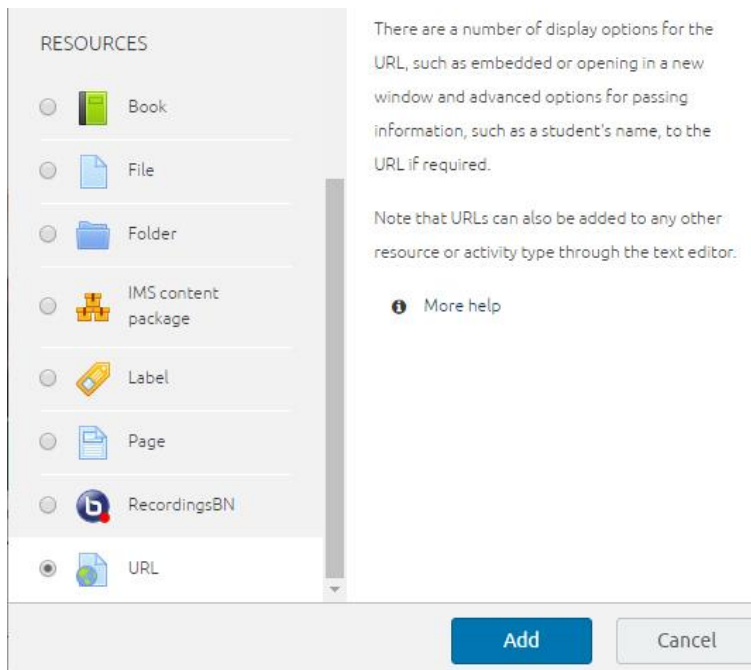 RESOURCES
Book
File
Folder
IMS content
package
Label
Page
RecordingsBN
URL
There are a number of display options for the
URL, such as embedded or opening in a new
window and advanced options for passing
information, such as a student's name, to the
URL if required.
Note that URLs can also be added to any other
resource or activity type through the text editor.
More help
Add
Cancel